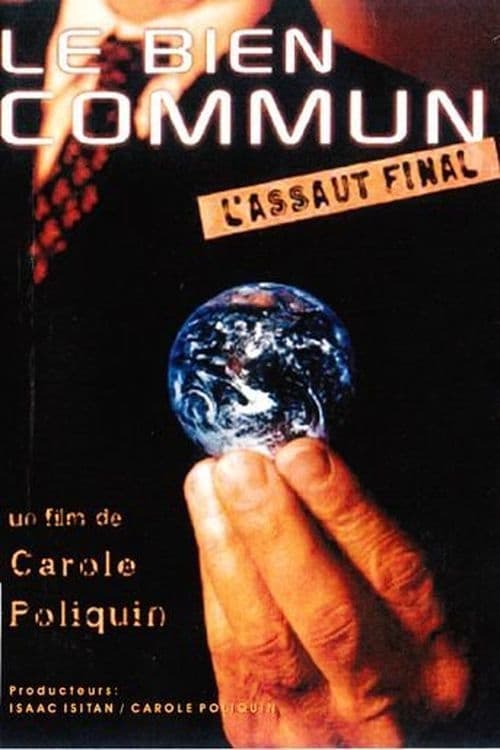 LE BIEN
COMMUN
L'ASSAUT FINAL
un film de
Carole
Poliquin
Producteurs:
ISAAC ISITAN / CAROLE POLIQUIN